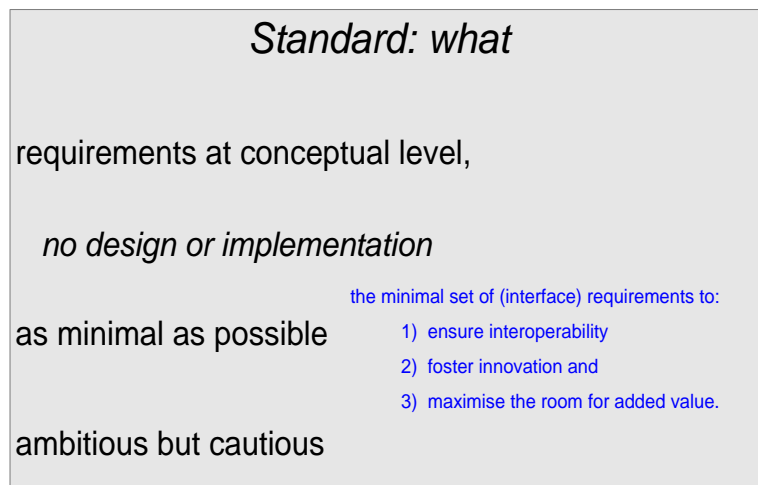 Standard: what
requirements at conceptual level,
no design or implementation
as minimal as possible
the minimal set of (interface) requirements to:
1) ensure interoperability
2) foster innovation and
3) maximise the room for added value.
ambitious but cautious